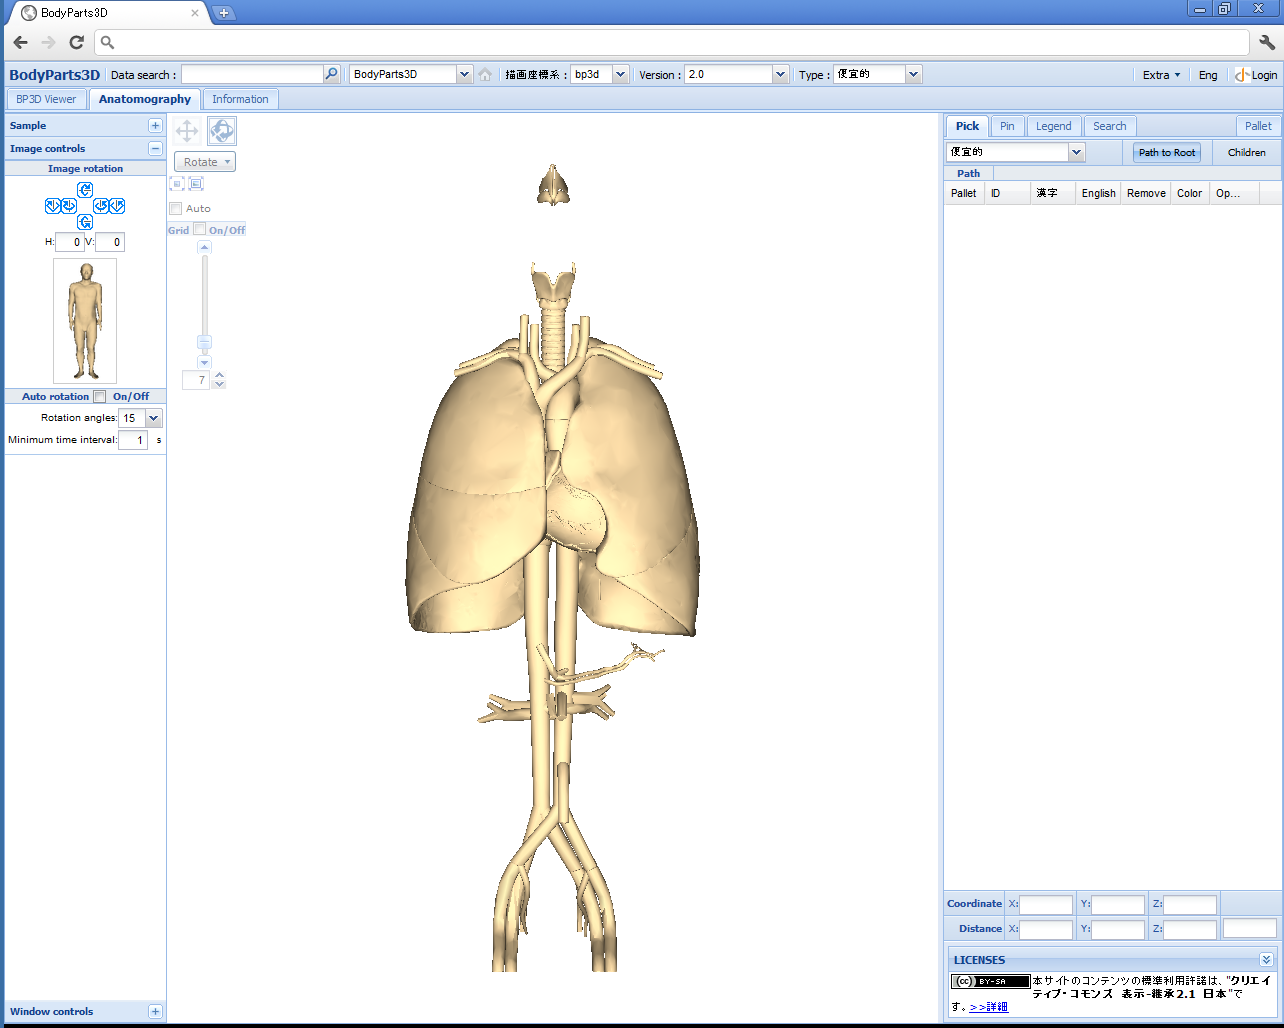 BodyParts3D
BodyParts3D Data search : BodyParts3D 描画座標系 : bp3d Version : 2.0 Type : 便宜的 Extra Eng Login
BP3D Viewer Anatomography Information
Sample
Image controls
Image rotation
H: 0 V: 0
Auto rotation On/Off
Rotation angles: 15
Minimum time interval: 1 s
Window controls
Rotate
Auto
Grid On/Off
7
Pick Pin Legend Search Pallet
便宜的 Path to Root Children
Path
Pallet ID 漢字 English Remove Color Op...
Coordinate X: Y: Z:
Distance X: Y: Z:
LICENSES
(cc) BY-SA 本サイトのコンテンツの標準利用許諾は、"クリエイ
ティブ・コモンズ 表示-継承2.1 日本"で
す。 >>詳細